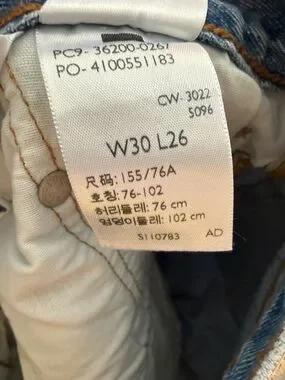 PC9- 36200-0267
PO- 4100551183
CW- 3022
5096
W30 L26
尺码: 155/76A
호칭: 76-102
허리둘레: 76 cm
엉덩이둘레: 102 cm
S110783 AD